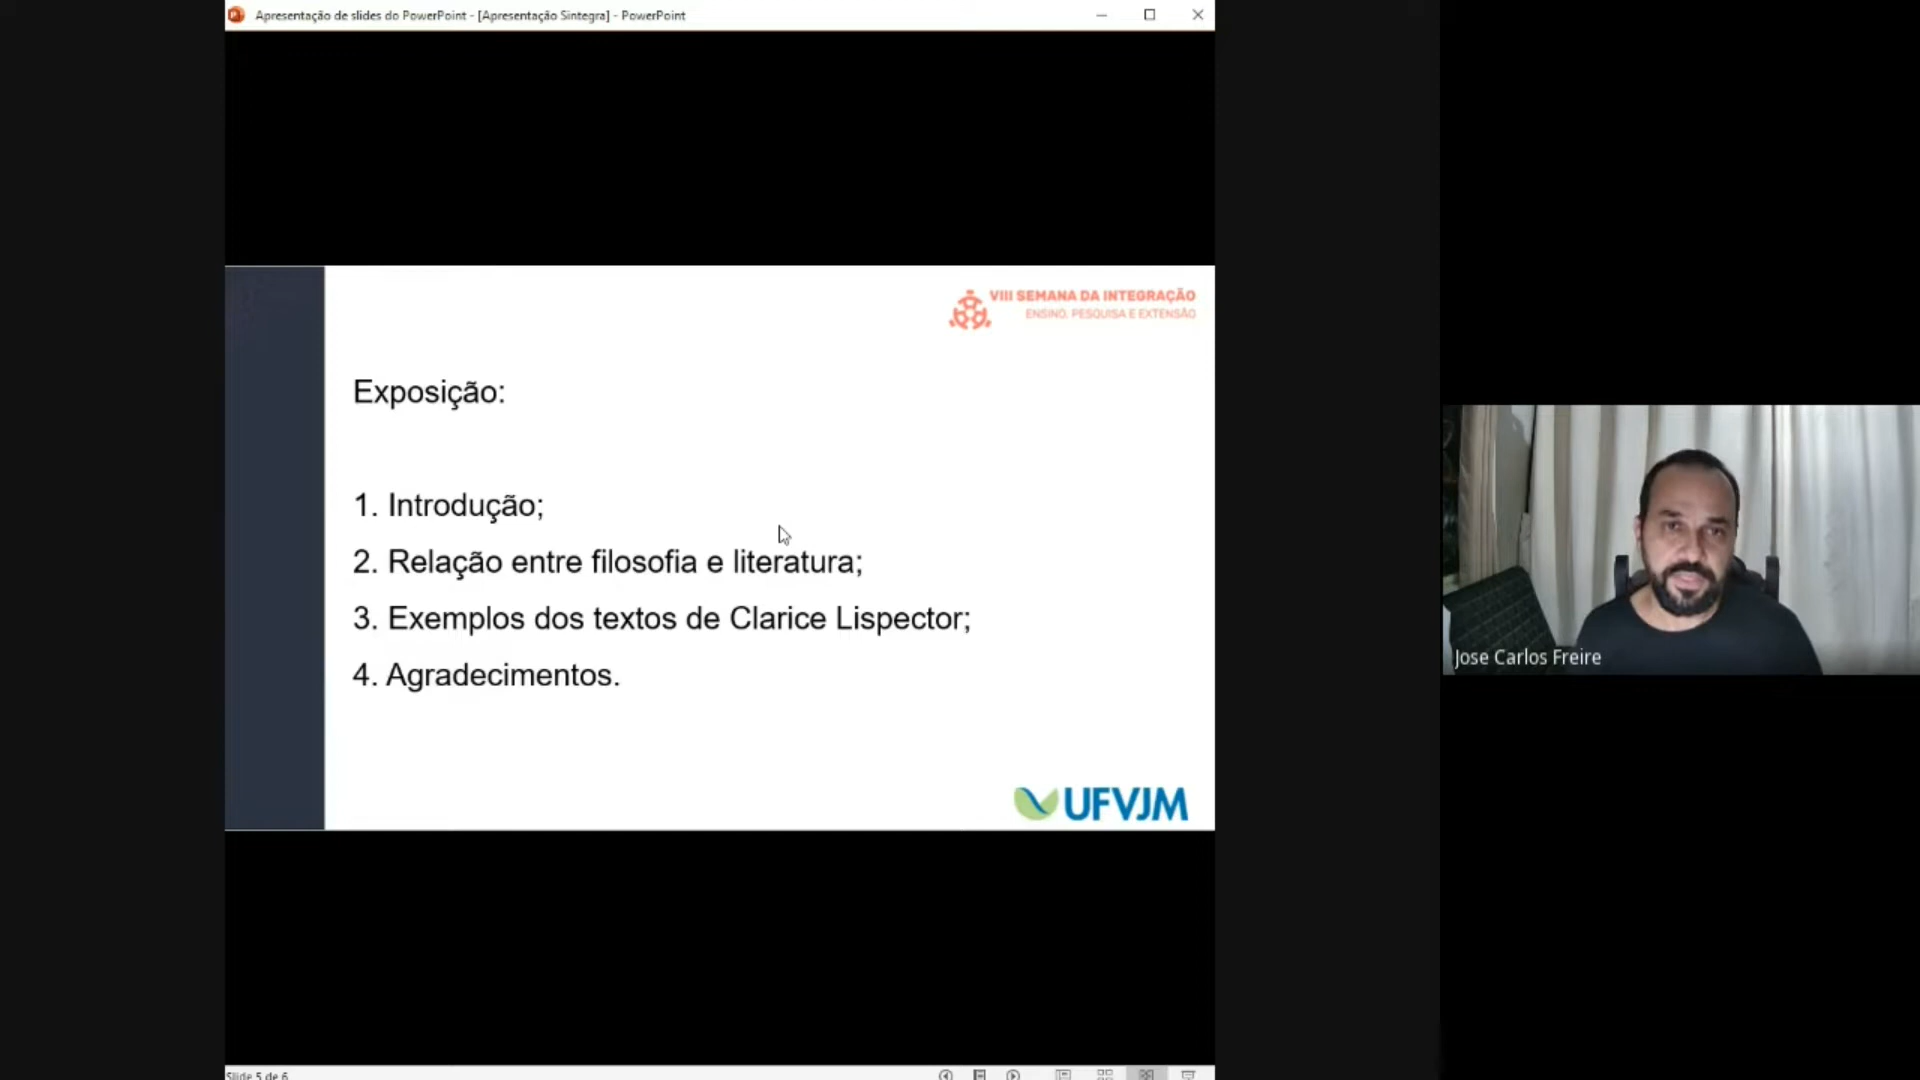 Apresentação de slides do PowerPoint - [Apresentação Sintegra] - PowerPoint
VIII SEMANA DA INTEGRAÇÃO
ENSINO, PESQUISA E EXTENSÃO
Exposição:
1. Introdução;
2. Relação entre filosofia e literatura;
3. Exemplos dos textos de Clarice Lispector;
4. Agradecimentos.
Jose Carlos Freire
UFVJM
Slide 5 de 6